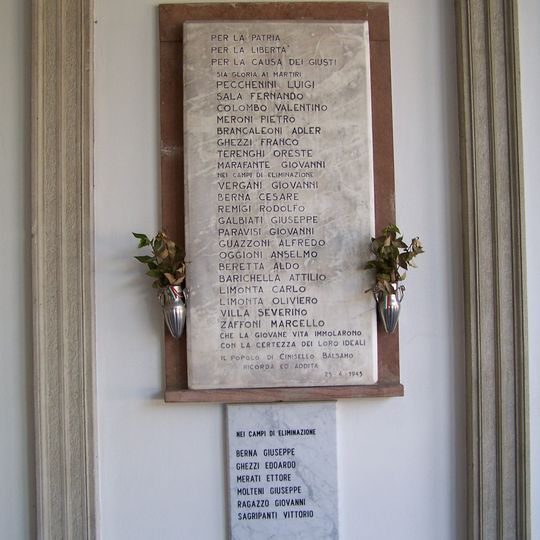 PER LA PATRIA
PER LA LIBERTA'
PER LA CAUSA DEI GIUSTI
SIA GLORIA AI MARTIRI
PECCHENINI LUIGI
SALA FERNANDO
COLOMBO VALENTINO
MERONI PIETRO
BRANCALEONI ADLER
GHEZZI FRANCO
TERENGHI ORESTE
MARAFANTE GIOVANNI
NEI CAMPI DI ELIMINAZIONE
VERGANI GIOVANNI
BERNA CESARE
REMIGI RODOLFO
GALBIATI GIUSEPPE
PARAVISI GIOVANNI
GUAZZONI ALFREDO
OGGIONI ANSELMO
BERETTA ALDO
BARICHELLA ATTILIO
LIMONTA CARLO
LIMONTA OLIVIERO
VILLA SEVERINO
ZAFFONI MARCELLO
CHE LA GIOVANE VITA IMMOLARONO
CON LA CERTEZZA DEI LORO IDEALI
IL POPOLO DI CINISELLO BALSAMO
RICORDA ED ADDITA
25-4-1945
NEI CAMPI DI ELIMINAZIONE
BERNA GIUSEPPE
GHEZZI EDOARDO
MERATI ETTORE
MOLTENI GIUSEPPE
RAGAZZO GIOVANNI
SAGRIPANTI VITTORIO